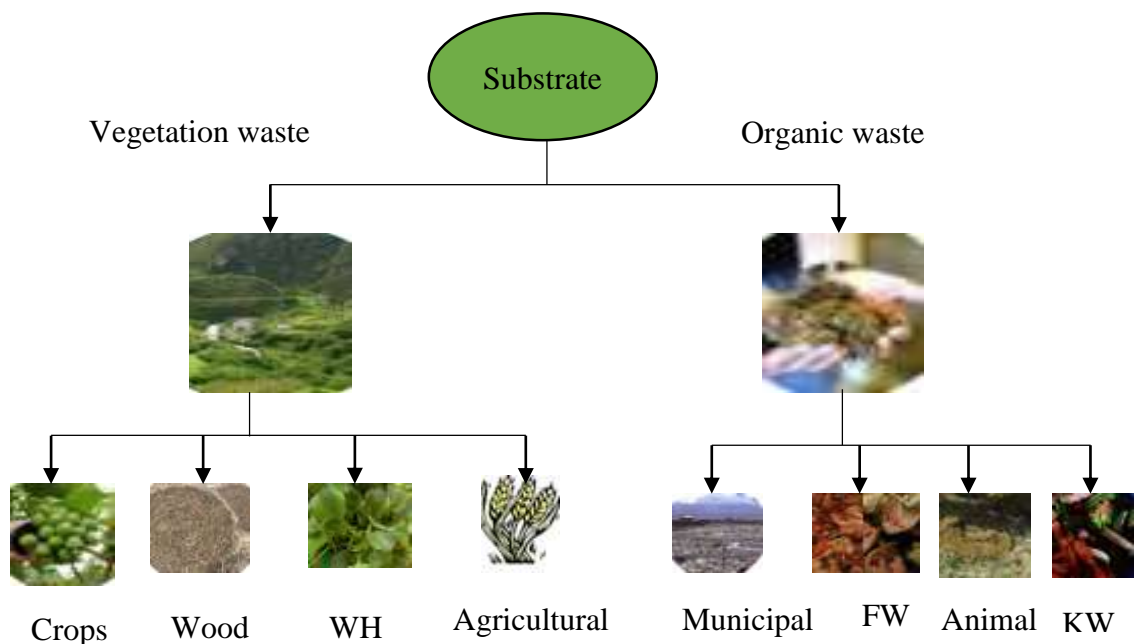 Substrate
Vegetation waste
Organic waste
Crops
Wood
WH
Agricultural
Municipal
FW
Animal
KW